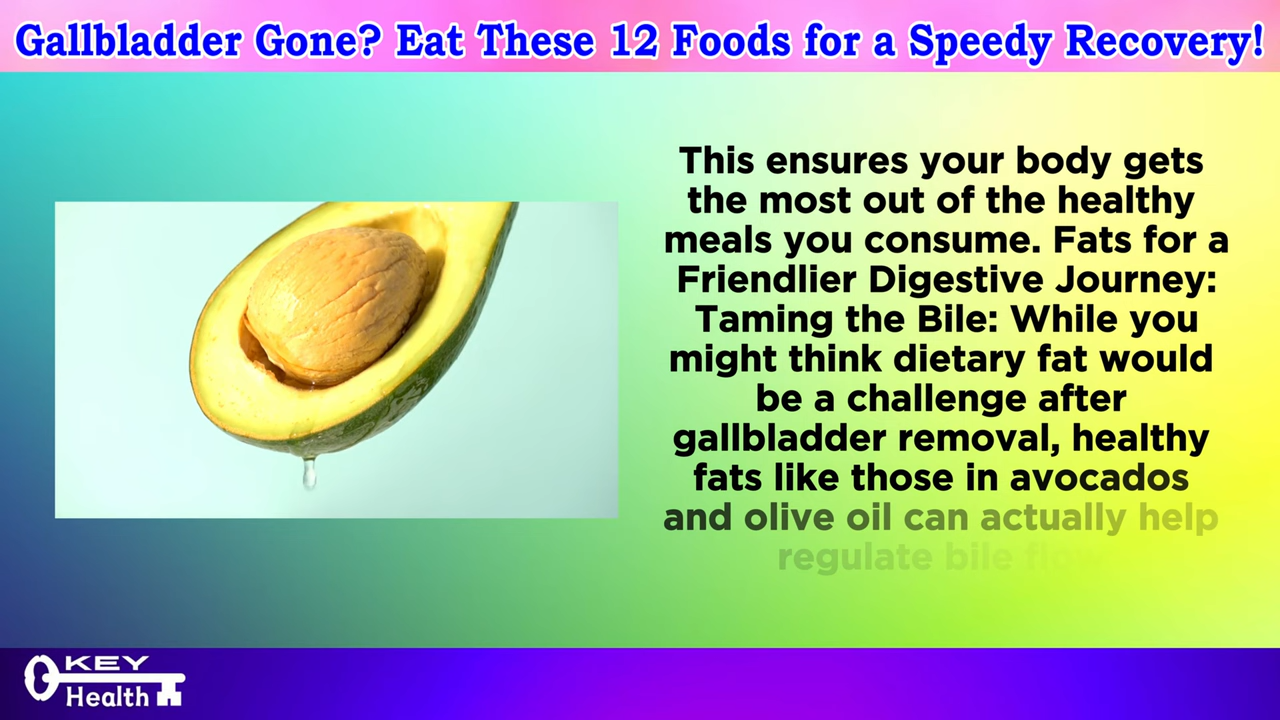 Gallbladder Gone? Eat These 12 Foods for a Speedy Recovery!
This ensures your body gets
the most out of the healthy
meals you consume. Fats for a
Friendlier Digestive Journey:
Taming the Bile: While you
might think dietary fat would
be a challenge after
gallbladder removal, healthy
fats like those in avocados
and olive oil can actually help
regulate bile flow
KEY
Health